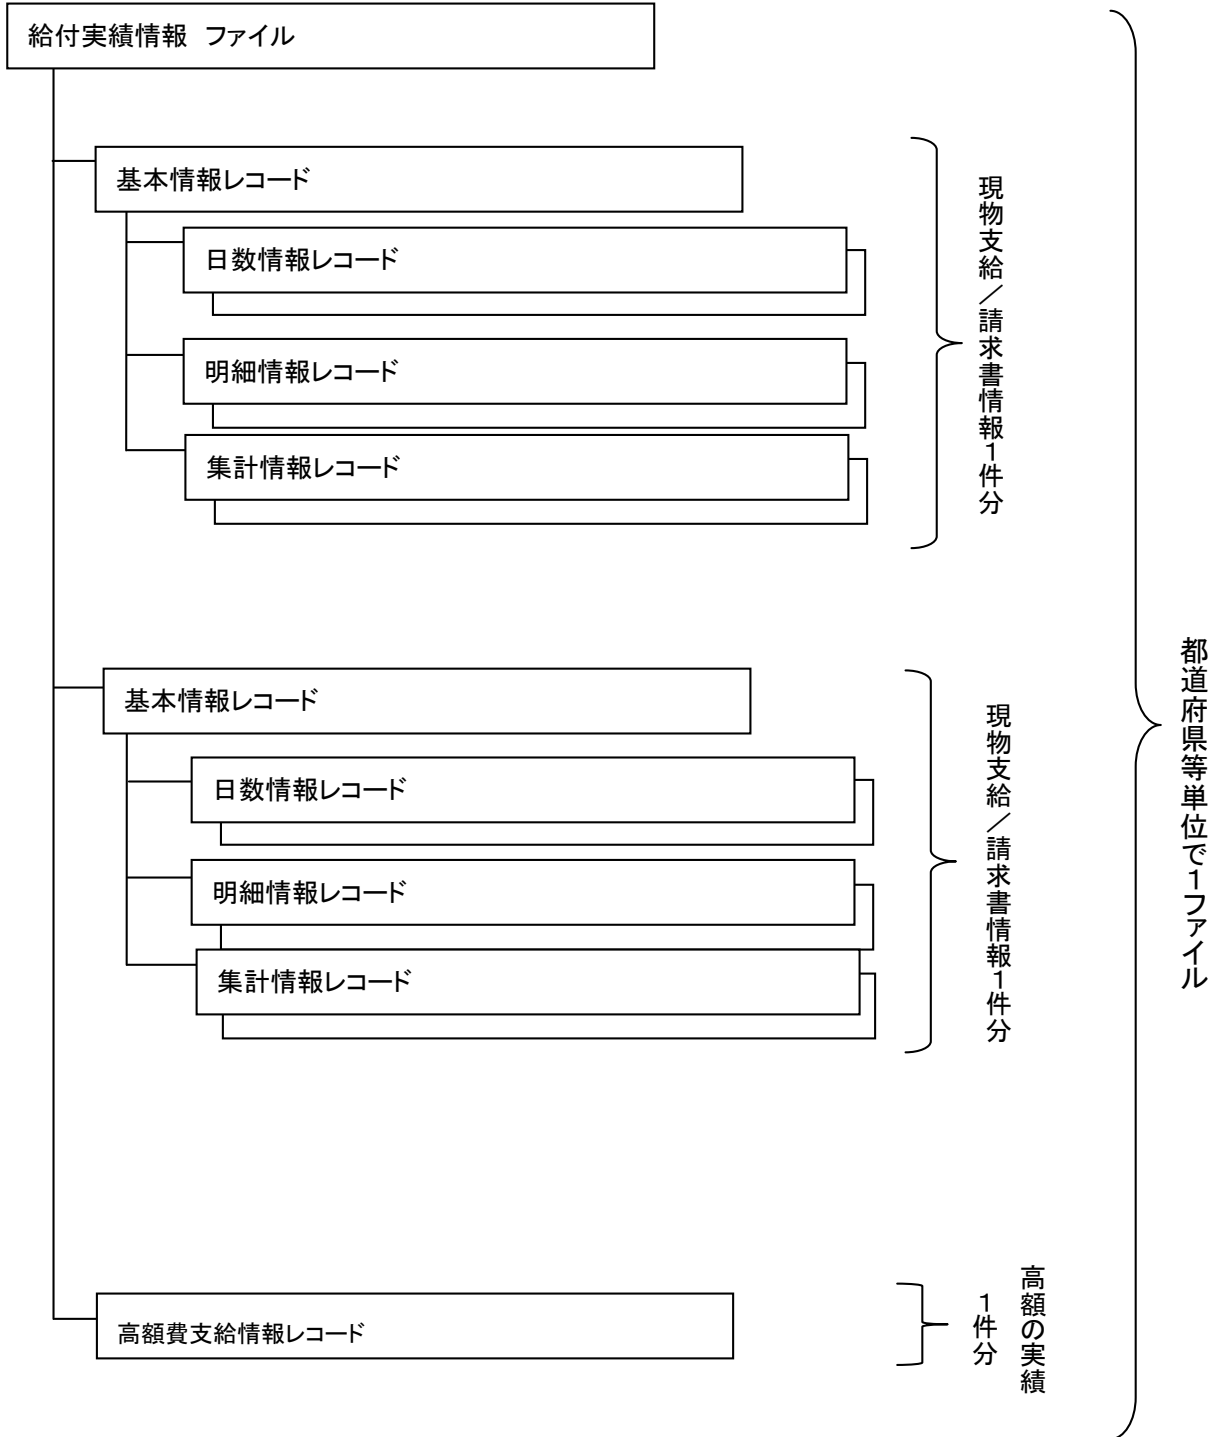 給付実績情報　ファイル
基本情報レコード
日数情報レコード
明細情報レコード
集計情報レコード
現物支給／請求書情報１件分
基本情報レコード
日数情報レコード
明細情報レコード
集計情報レコード
現物支給／請求書情報１件分
高額費支給情報レコード
高額の実績
１件分
都道府県等単位で１ファイル